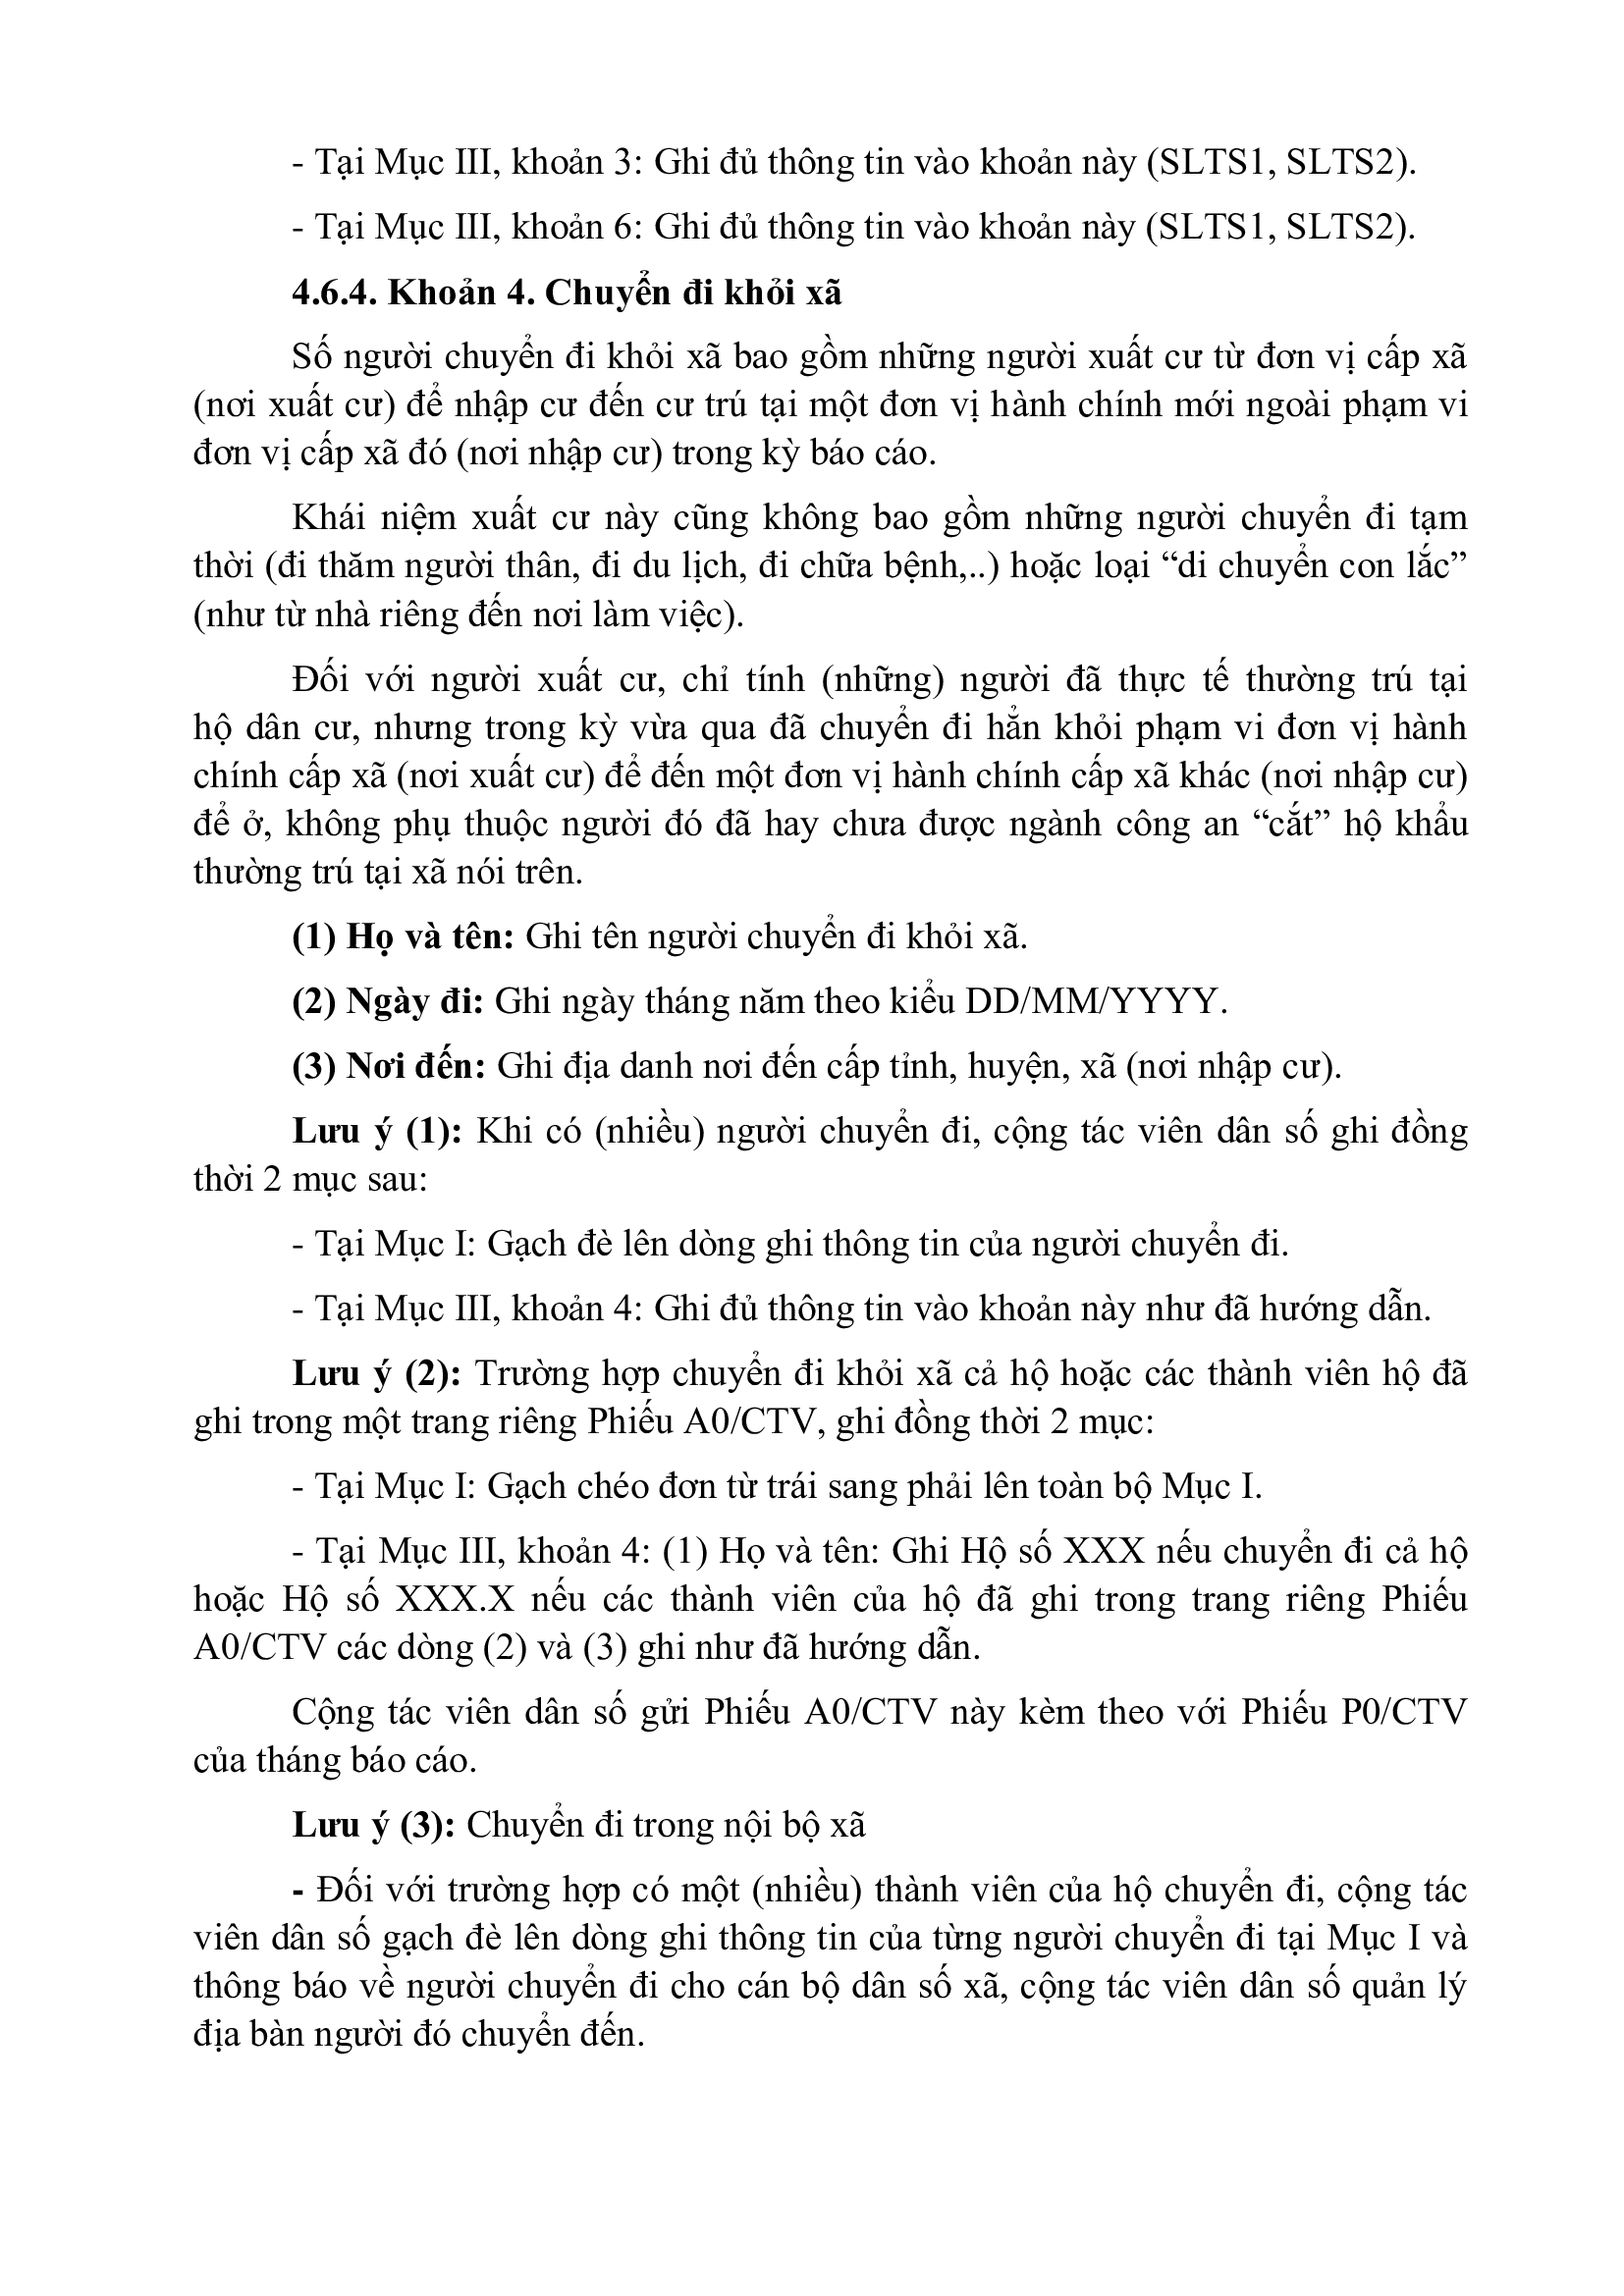 - Tại Mục III, khoản 3: Ghi đủ thông tin vào khoản này (SLTS1, SLTS2).
- Tại Mục III, khoản 6: Ghi đủ thông tin vào khoản này (SLTS1, SLTS2).
4.6.4. Khoản 4. Chuyển đi khỏi xã
Số người chuyển đi khỏi xã bao gồm những người xuất cư từ đơn vị cấp xã
(nơi xuất cư) để nhập cư đến cư trú tại một đơn vị hành chính mới ngoài phạm vi
đơn vị cấp xã đó (nơi nhập cư) trong kỳ báo cáo.
Khái niệm xuất cư này cũng không bao gồm những người chuyển đi tạm
thời (đi thăm người thân, đi du lịch, đi chữa bệnh,..) hoặc loại “di chuyển con lắc”
(như từ nhà riêng đến nơi làm việc).
Đối với người xuất cư, chỉ tính (những) người đã thực tế thường trú tại
hộ dân cư, nhưng trong kỳ vừa qua đã chuyển đi hẳn khỏi phạm vi đơn vị hành
chính cấp xã (nơi xuất cư) để đến một đơn vị hành chính cấp xã khác (nơi nhập cư)
để ở, không phụ thuộc người đó đã hay chưa được ngành công an “cắt” hộ khẩu
thường trú tại xã nói trên.
(1) Họ và tên: Ghi tên người chuyển đi khỏi xã.
(2) Ngày đi: Ghi ngày tháng năm theo kiểu DD/MM/YYYY.
(3) Nơi đến: Ghi địa danh nơi đến cấp tỉnh, huyện, xã (nơi nhập cư).
Lưu ý (1): Khi có (nhiều) người chuyển đi, cộng tác viên dân số ghi đồng
thời 2 mục sau:
- Tại Mục I: Gạch đè lên dòng ghi thông tin của người chuyển đi.
- Tại Mục III, khoản 4: Ghi đủ thông tin vào khoản này như đã hướng dẫn.
Lưu ý (2): Trường hợp chuyển đi khỏi xã cả hộ hoặc các thành viên hộ đã
ghi trong một trang riêng Phiếu A0/CTV, ghi đồng thời 2 mục:
- Tại Mục I: Gạch chéo đơn từ trái sang phải lên toàn bộ Mục I.
- Tại Mục III, khoản 4: (1) Họ và tên: Ghi Hộ số XXX nếu chuyển đi cả hộ
hoặc Hộ số XXX.X nếu các thành viên của hộ đã ghi trong trang riêng Phiếu
A0/CTV các dòng (2) và (3) ghi như đã hướng dẫn.
Cộng tác viên dân số gửi Phiếu A0/CTV này kèm theo với Phiếu P0/CTV
của tháng báo cáo.
Lưu ý (3): Chuyển đi trong nội bộ xã
- Đối với trường hợp có một (nhiều) thành viên của hộ chuyển đi, cộng tác
viên dân số gạch đè lên dòng ghi thông tin của từng người chuyển đi tại Mục I và
thông báo về người chuyển đi cho cán bộ dân số xã, cộng tác viên dân số quản lý
địa bàn người đó chuyển đến.